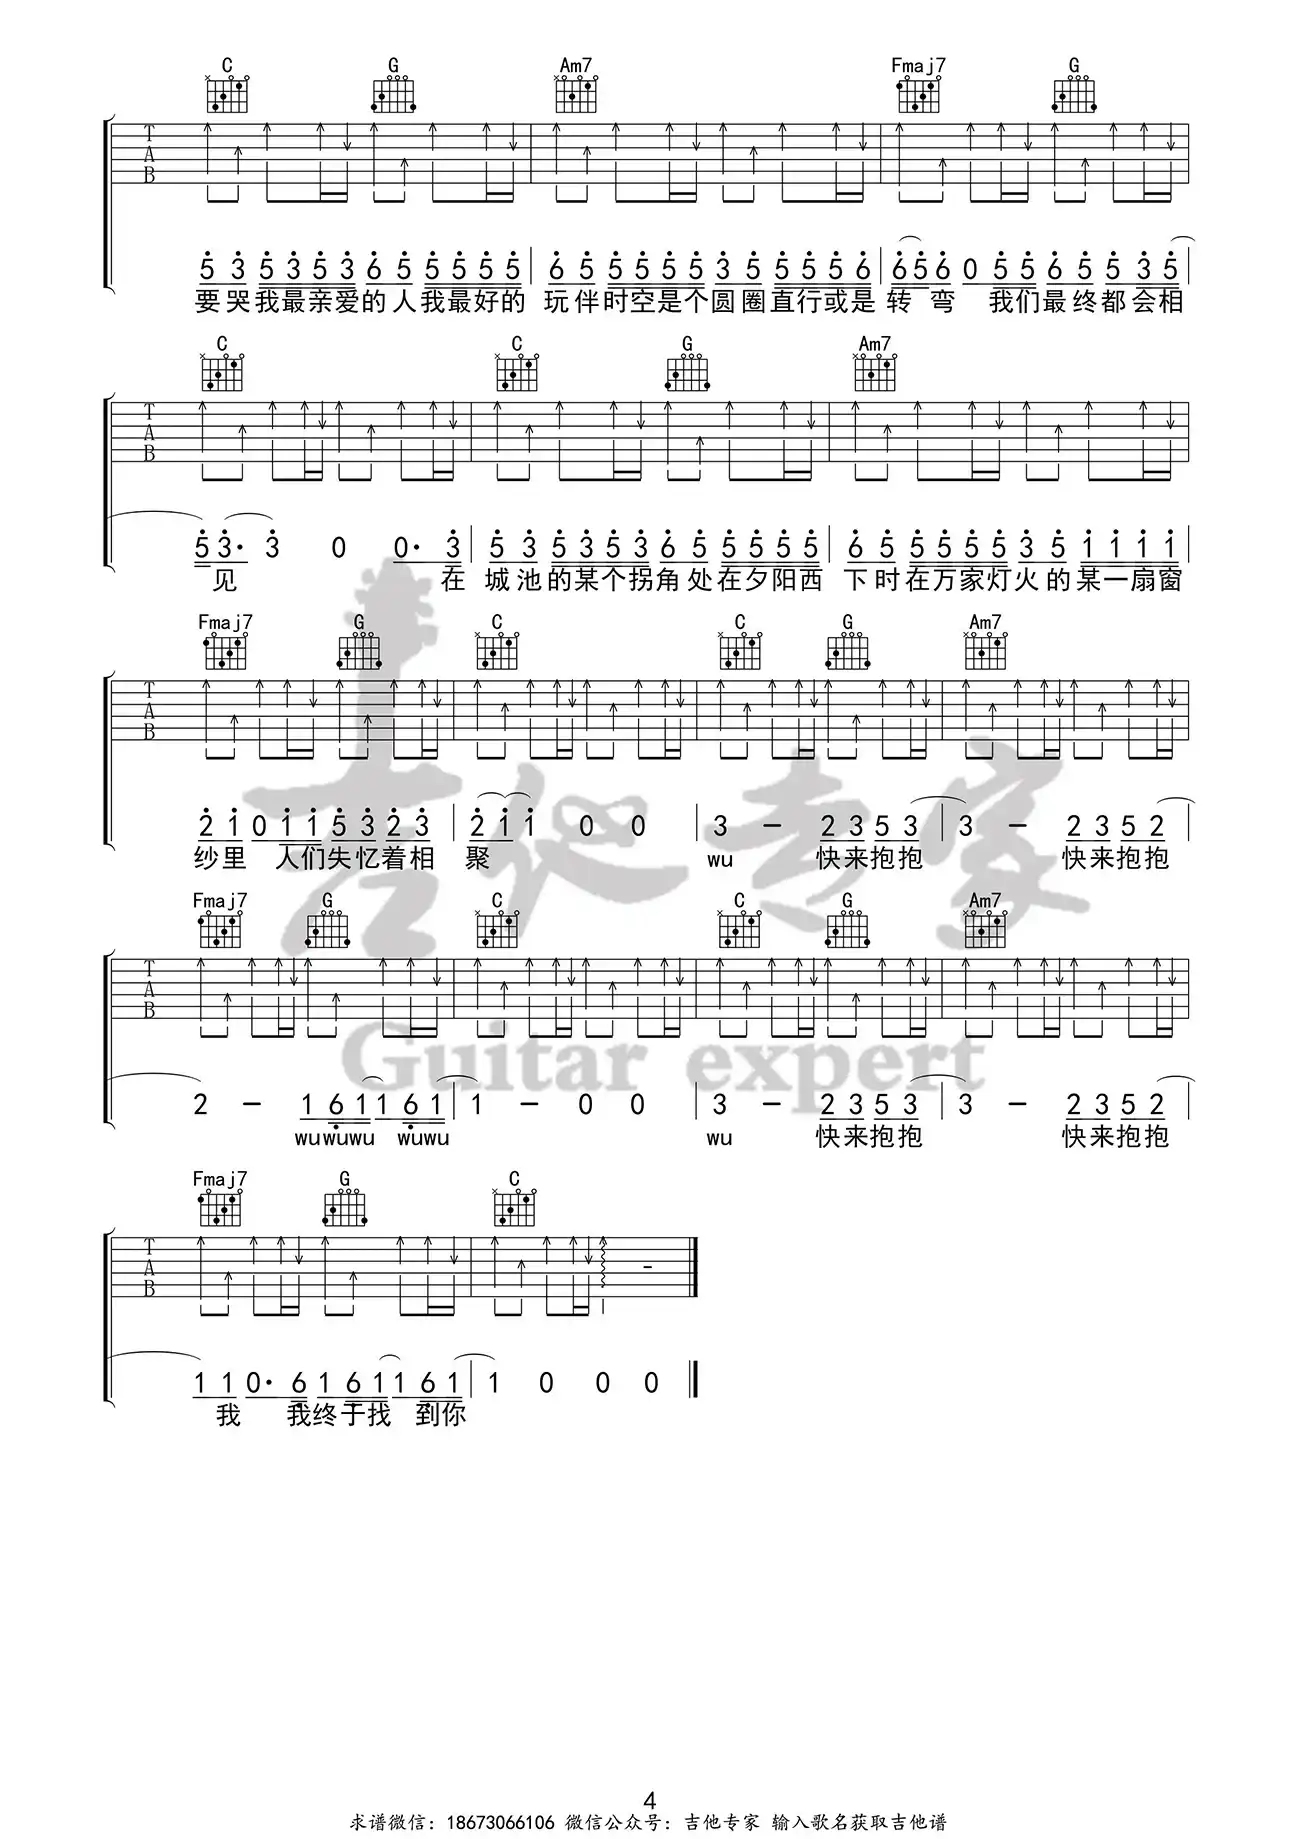 C G Am7 Fmaj7 G
T
A
B
5 3 5 3 5 3 6 5 5 5 5 5 | 6 5 5 5 5 5 3 5 5 5 5 6 | 6 5 6 0 5 5 6 5 5 3 5 |
要哭我最亲爱的人我最好的 玩伴时空是个圆圈直行或是 转 弯 我们最终都会相
C C G Am7
T
A
B
5 3· 3 0 0· 3 | 5 3 5 3 5 3 6 5 5 5 5 5 | 6 5 5 5 5 5 3 5 1 1 1 1 |
见 在 城池的某个拐角处在夕阳西 下时在万家灯火的某一扇窗
Fmaj7 G C C G Am7
T
A
B
2 1 0 1 1 5 3 2 3 | 2 1 1 0 0 | 3 – 2 3 5 3 | 3 – 2 3 5 2 |
纱里 人们失忆着相 聚 wu 快来抱抱 快来抱抱
吉他专家
Fmaj7 G C C G Am7
T
A
B
Guitar expert
2 – 1 6 1 1 6 1 | 1 – 0 0 | 3 – 2 3 5 3 | 3 – 2 3 5 2 |
wuwuwu wuwu wu 快来抱抱 快来抱抱
Fmaj7 G C
T
A
B
1 1 0· 6 1 6 1 1 6 1 | 1 0 0 0
我 我终于找 到你
4
求谱微信：18673066106 微信公众号：吉他专家 输入歌名获取吉他谱